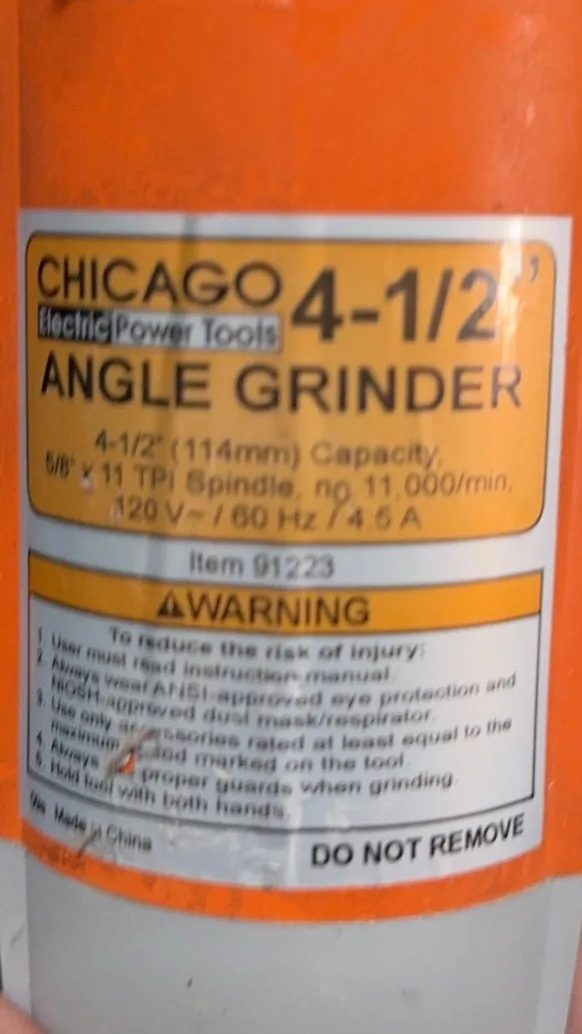 CHICAGO
Electric Power Tools
4-1/2"
ANGLE GRINDER
4-1/2" (114mm) Capacity,
5/8" x 11 TPI Spindle, no 11,000/min,
120 V~ / 60 Hz / 4.5 A
Item 91223
⚠WARNING
To reduce the risk of injury:
1. User must read instruction manual.
2. Always wear ANSI-approved eye protection and
NIOSH-approved dust mask/respirator.
3. Use only accessories rated at least equal to the
maximum marked on the tool.
4. Always proper guards when grinding.
5. Hold tool with both hands.
Made in China
DO NOT REMOVE